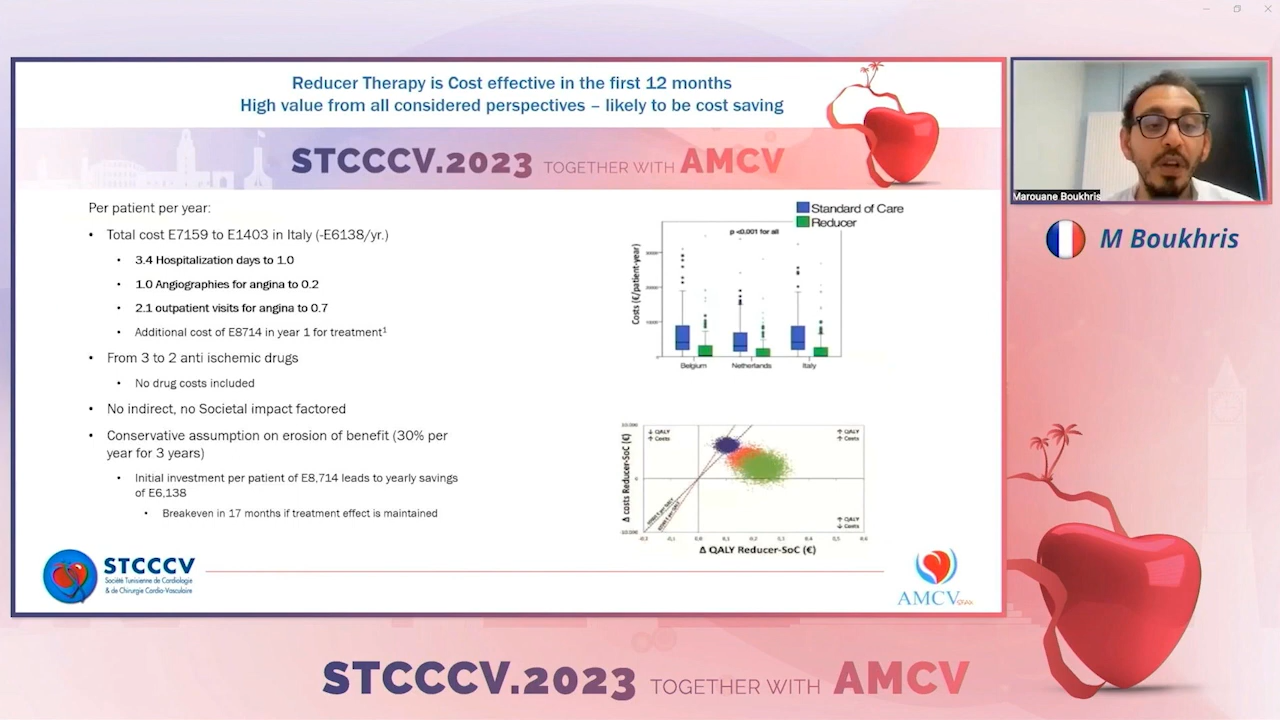 Reducer Therapy is Cost effective in the first 12 months
High value from all considered perspectives – likely to be cost saving
STCCCV.2023 TOGETHER WITH AMCV
Per patient per year:
• Total cost E7159 to E1403 in Italy (-E6138/yr.)
• 3.4 Hospitalization days to 1.0
• 1.0 Angiographies for angina to 0.2
• 2.1 outpatient visits for angina to 0.7
• Additional cost of E8714 in year 1 for treatment¹
• From 3 to 2 anti ischemic drugs
• No drug costs included
• No indirect, no Societal impact factored
• Conservative assumption on erosion of benefit (30% per
year for 3 years)
• Initial investment per patient of E8,714 leads to yearly savings
of E6,138
• Breakeven in 17 months if treatment effect is maintained
Standard of Care
Reducer
p <0.001 for all
Costs (€/patient-year)
Belgium Netherlands Italy
↓ QALY
↑ Costs
↑ QALY
↑ Costs
Δ costs Reducer-SoC (€)
↑ QALY
↓ Costs
Δ QALY Reducer-SoC (€)
STCCCV
Société Tunisienne de Cardiologie
& de Chirurgie Cardio-Vasculaire
AMCV
Marouane Boukhris
M Boukhris
STCCCV.2023 TOGETHER WITH AMCV